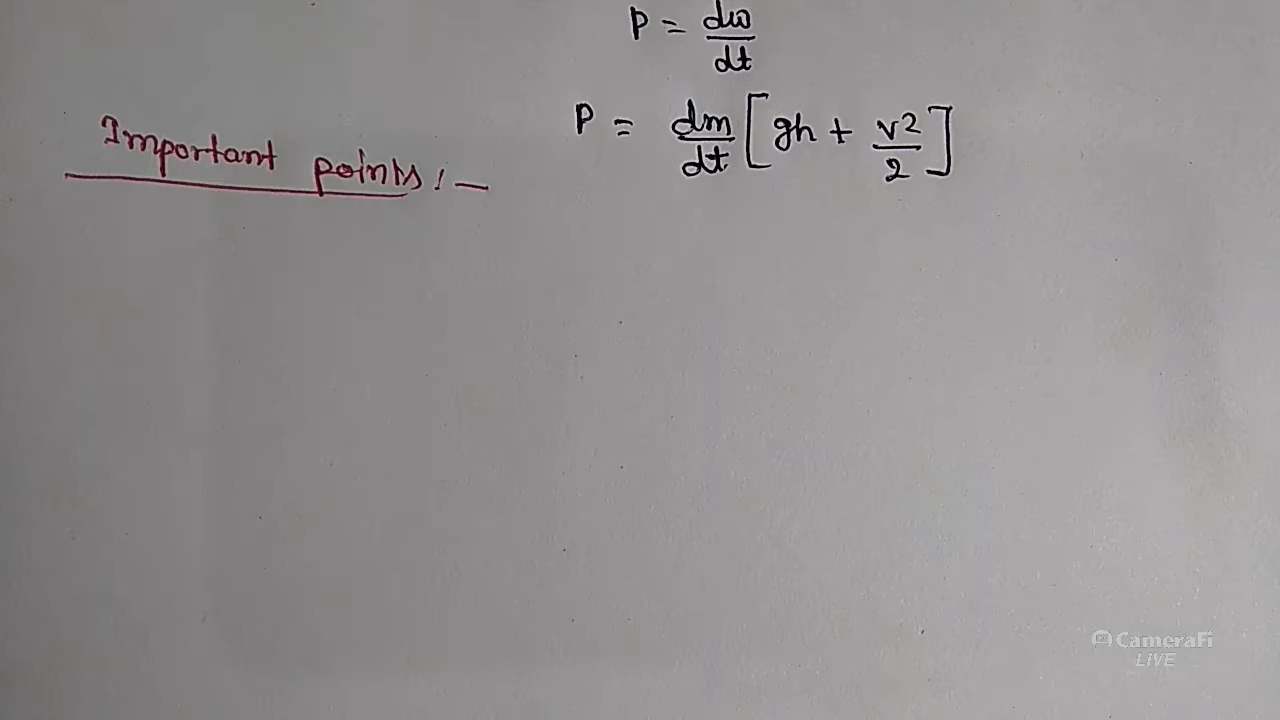 P = dw/dt
P = dm/dt [gh + v²/2]
Important points :-
CameraFi
LIVE